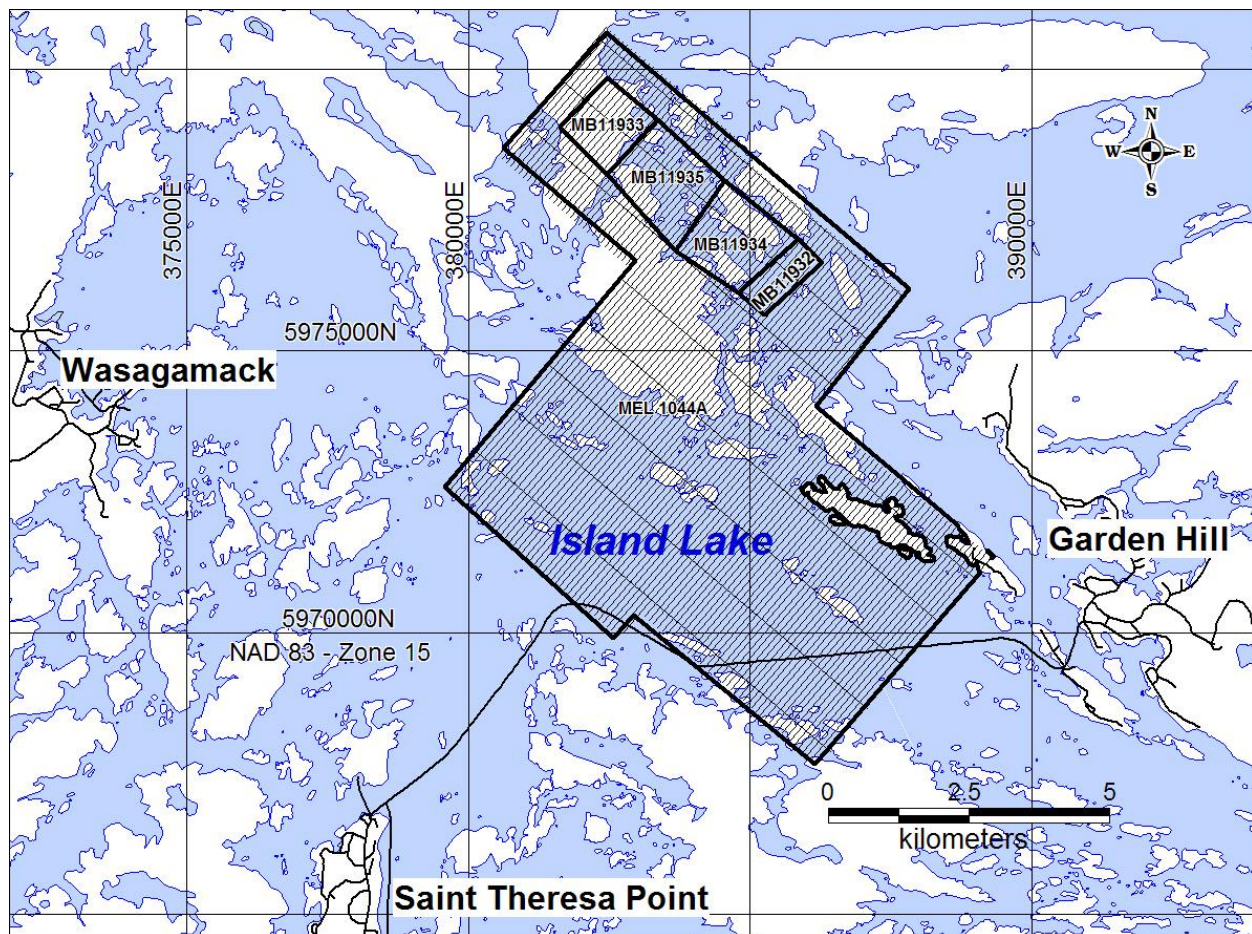 MB11933
N
W E
S
MB11935
375000E
380000E
390000E
MB11934
MB11932
5975000N
Wasagamack
MEL 1044A
Island Lake
Garden Hill
5970000N
NAD 83 - Zone 15
0 2.5 5
kilometers
Saint Theresa Point